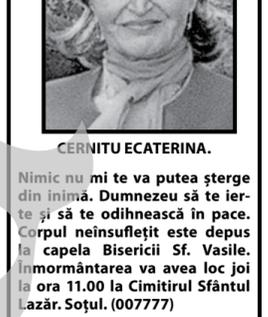 CERNITU ECATERINA.
Nimic nu mi te va putea șterge
din inimă. Dumnezeu să te ier-
te și să te odihnească în pace.
Corpul neînsuflețit este depus
la capela Bisericii Sf. Vasile.
Înmormântarea va avea loc joi
la ora 11.00 la Cimitirul Sfântul
Lazăr. Soțul. (007777)